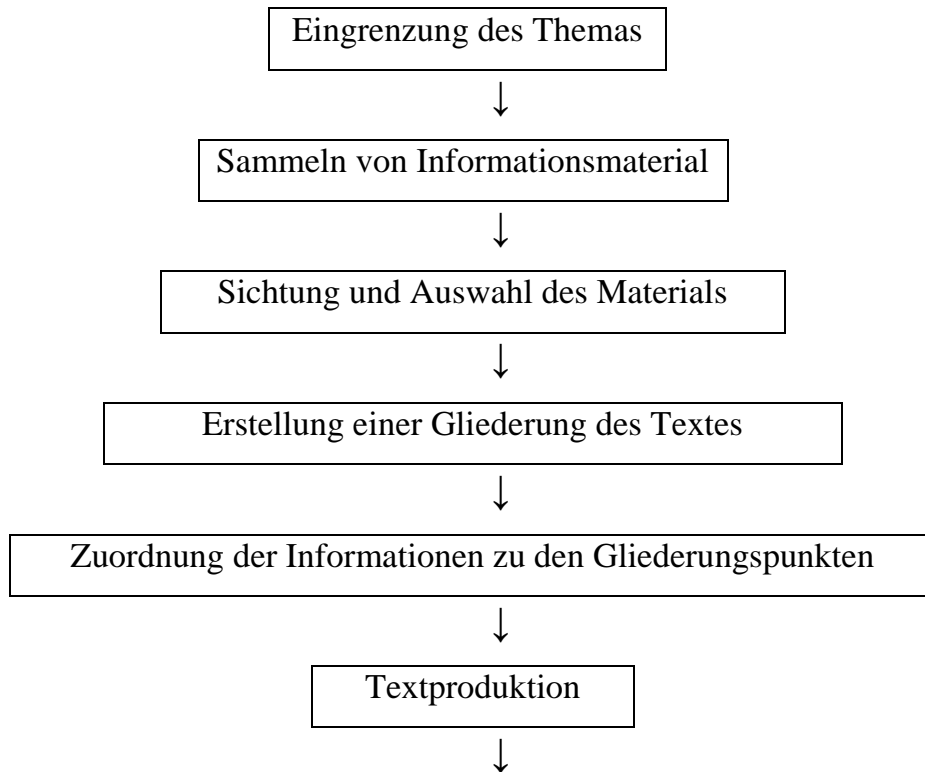 Eingrenzung des Themas
↓
Sammeln von Informationsmaterial
↓
Sichtung und Auswahl des Materials
↓
Erstellung einer Gliederung des Textes
↓
Zuordnung der Informationen zu den Gliederungspunkten
↓
Textproduktion
↓